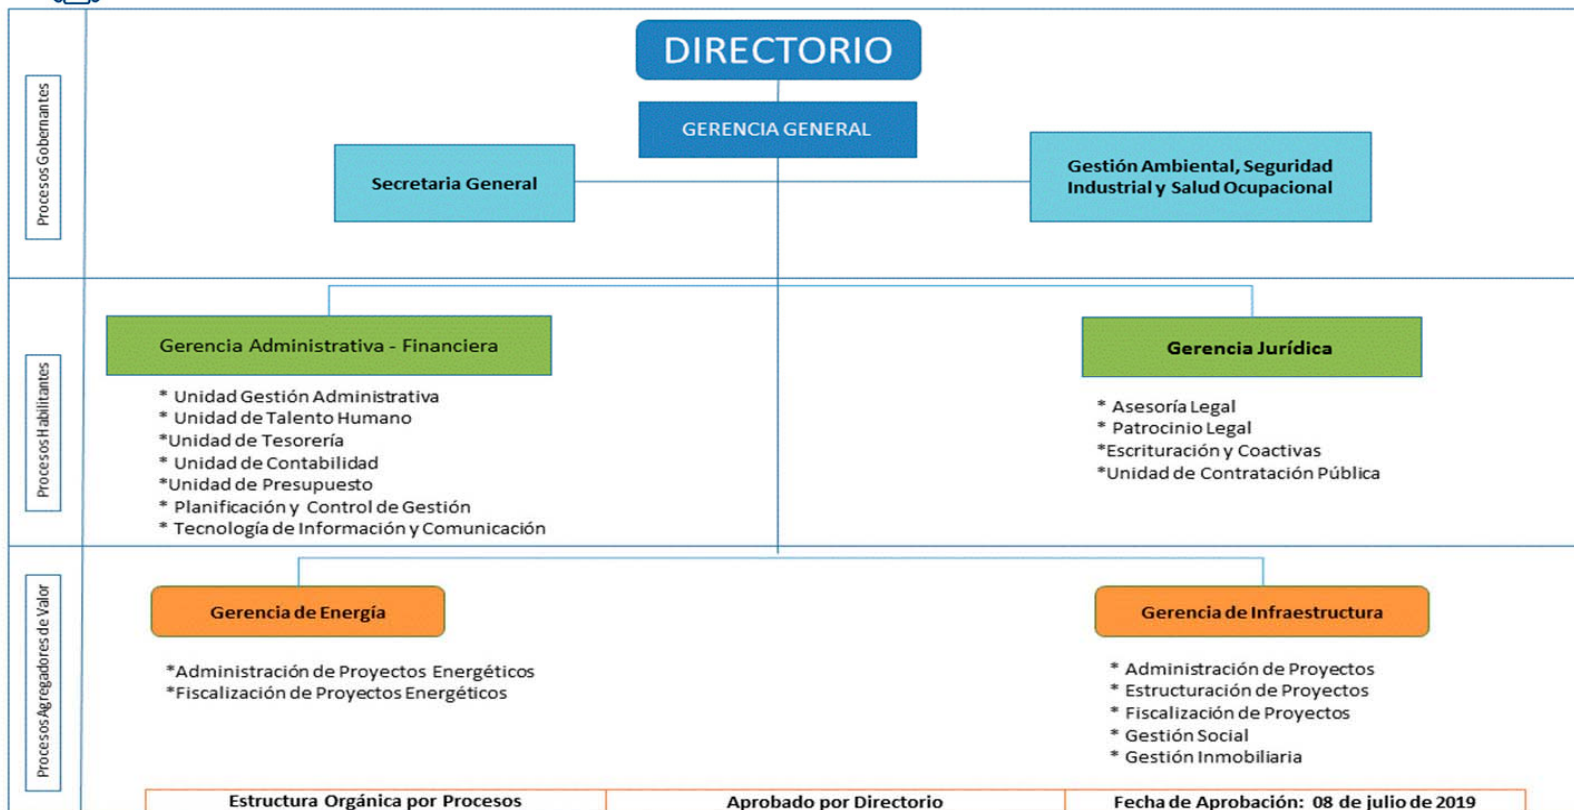 DIRECTORIO
GERENCIA GENERAL
Procesos Gobernantes
Secretaria General
Gestión Ambiental, Seguridad
Industrial y Salud Ocupacional
Procesos Habilitantes
Gerencia Administrativa - Financiera
* Unidad Gestión Administrativa
* Unidad de Talento Humano
*Unidad de Tesorería
* Unidad de Contabilidad
*Unidad de Presupuesto
* Planificación y Control de Gestión
* Tecnología de Información y Comunicación
Gerencia Jurídica
* Asesoría Legal
* Patrocinio Legal
*Escrituración y Coactivas
*Unidad de Contratación Pública
Procesos Agregadores de Valor
Gerencia de Energía
*Administración de Proyectos Energéticos
*Fiscalización de Proyectos Energéticos
Gerencia de Infraestructura
* Administración de Proyectos
* Estructuración de Proyectos
* Fiscalización de Proyectos
* Gestión Social
* Gestión Inmobiliaria
Estructura Orgánica por Procesos
Aprobado por Directorio
Fecha de Aprobación: 08 de julio de 2019